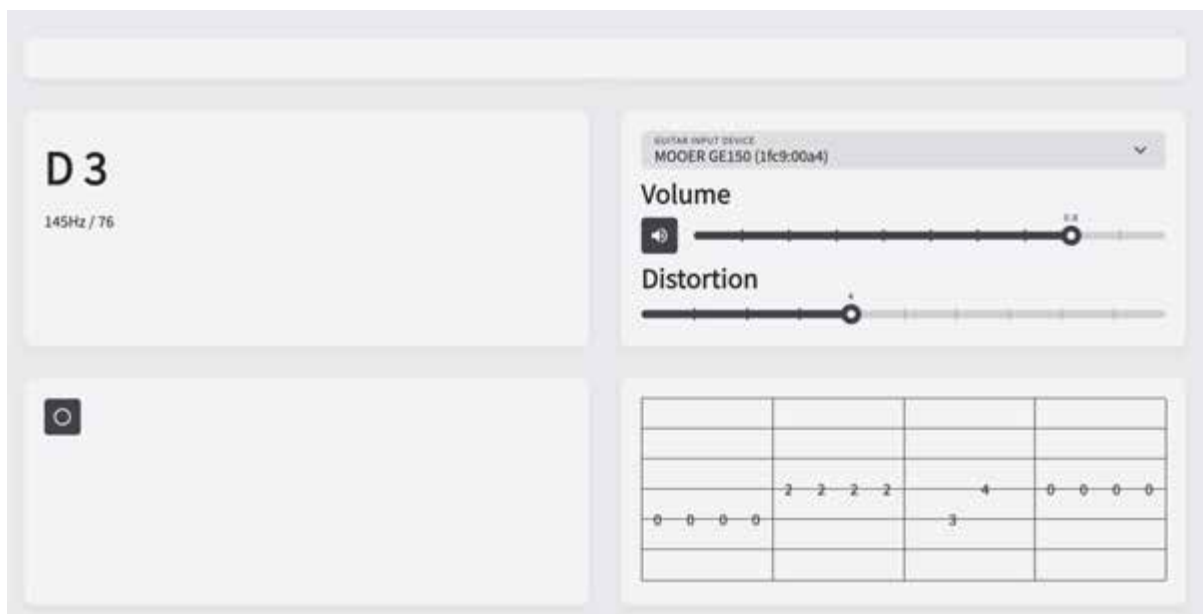 D 3
145Hz / 76
GUITAR INPUT DEVICE
MOOER GE150 (1fc9:00a4)
Volume
0.8
Distortion
4
2 2 2 2 4 0 0 0 0
0 0 0 0 3